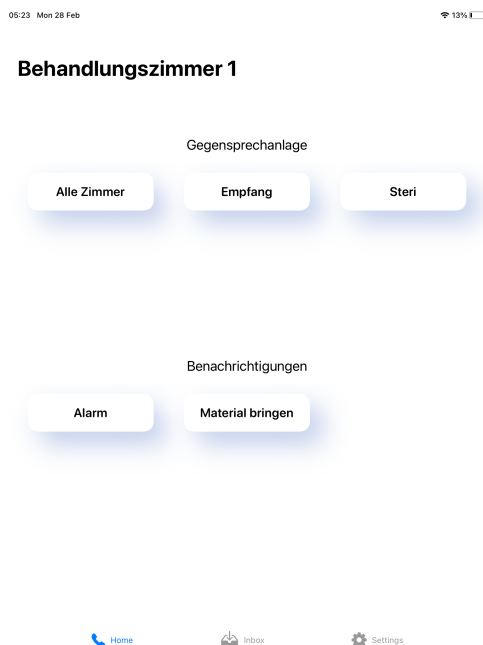 05:23 Mon 28 Feb 13%
Behandlungszimmer 1
Gegensprechanlage
Alle Zimmer Empfang Steri
Benachrichtigungen
Alarm Material bringen
Home Inbox Settings